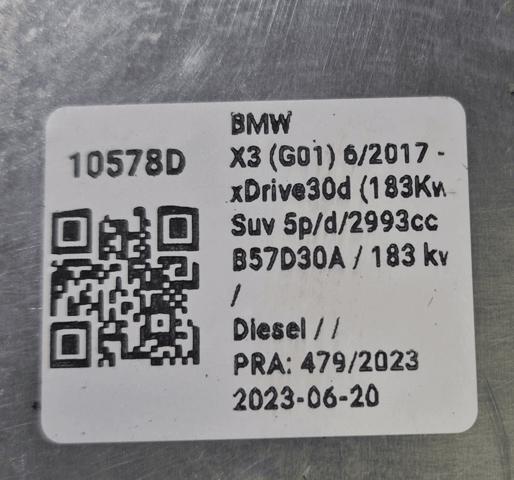 10578D
BMW
X3 (G01) 6/2017 -
xDrive30d (183Kw
Suv 5p/d/2993cc
B57D30A / 183 kv
/
Diesel / /
PRA: 479/2023
2023-06-20